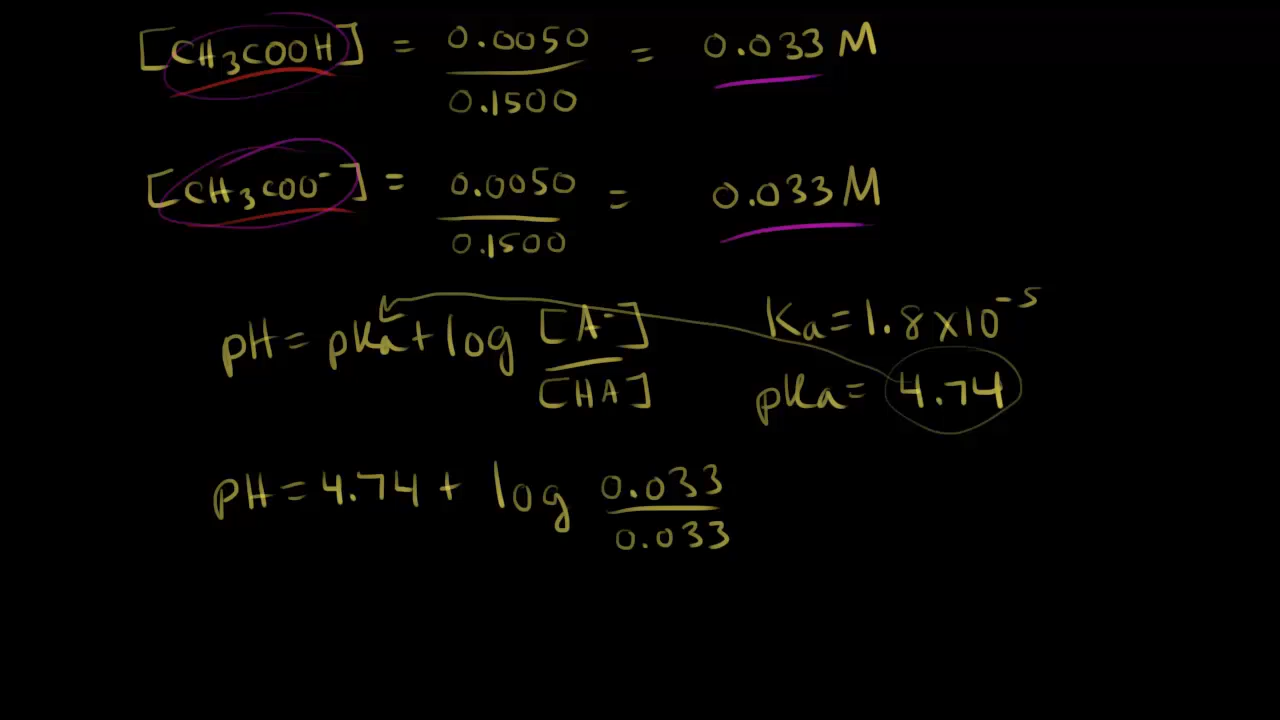 [CH₃COOH] = 0.0050 / 0.1500 = 0.033 M
[CH₃COO⁻] = 0.0050 / 0.1500 = 0.033 M
pH = pKa + log [A⁻] / [HA]
Ka = 1.8 x 10⁻⁵
pKa = 4.74
pH = 4.74 + log 0.033 / 0.033